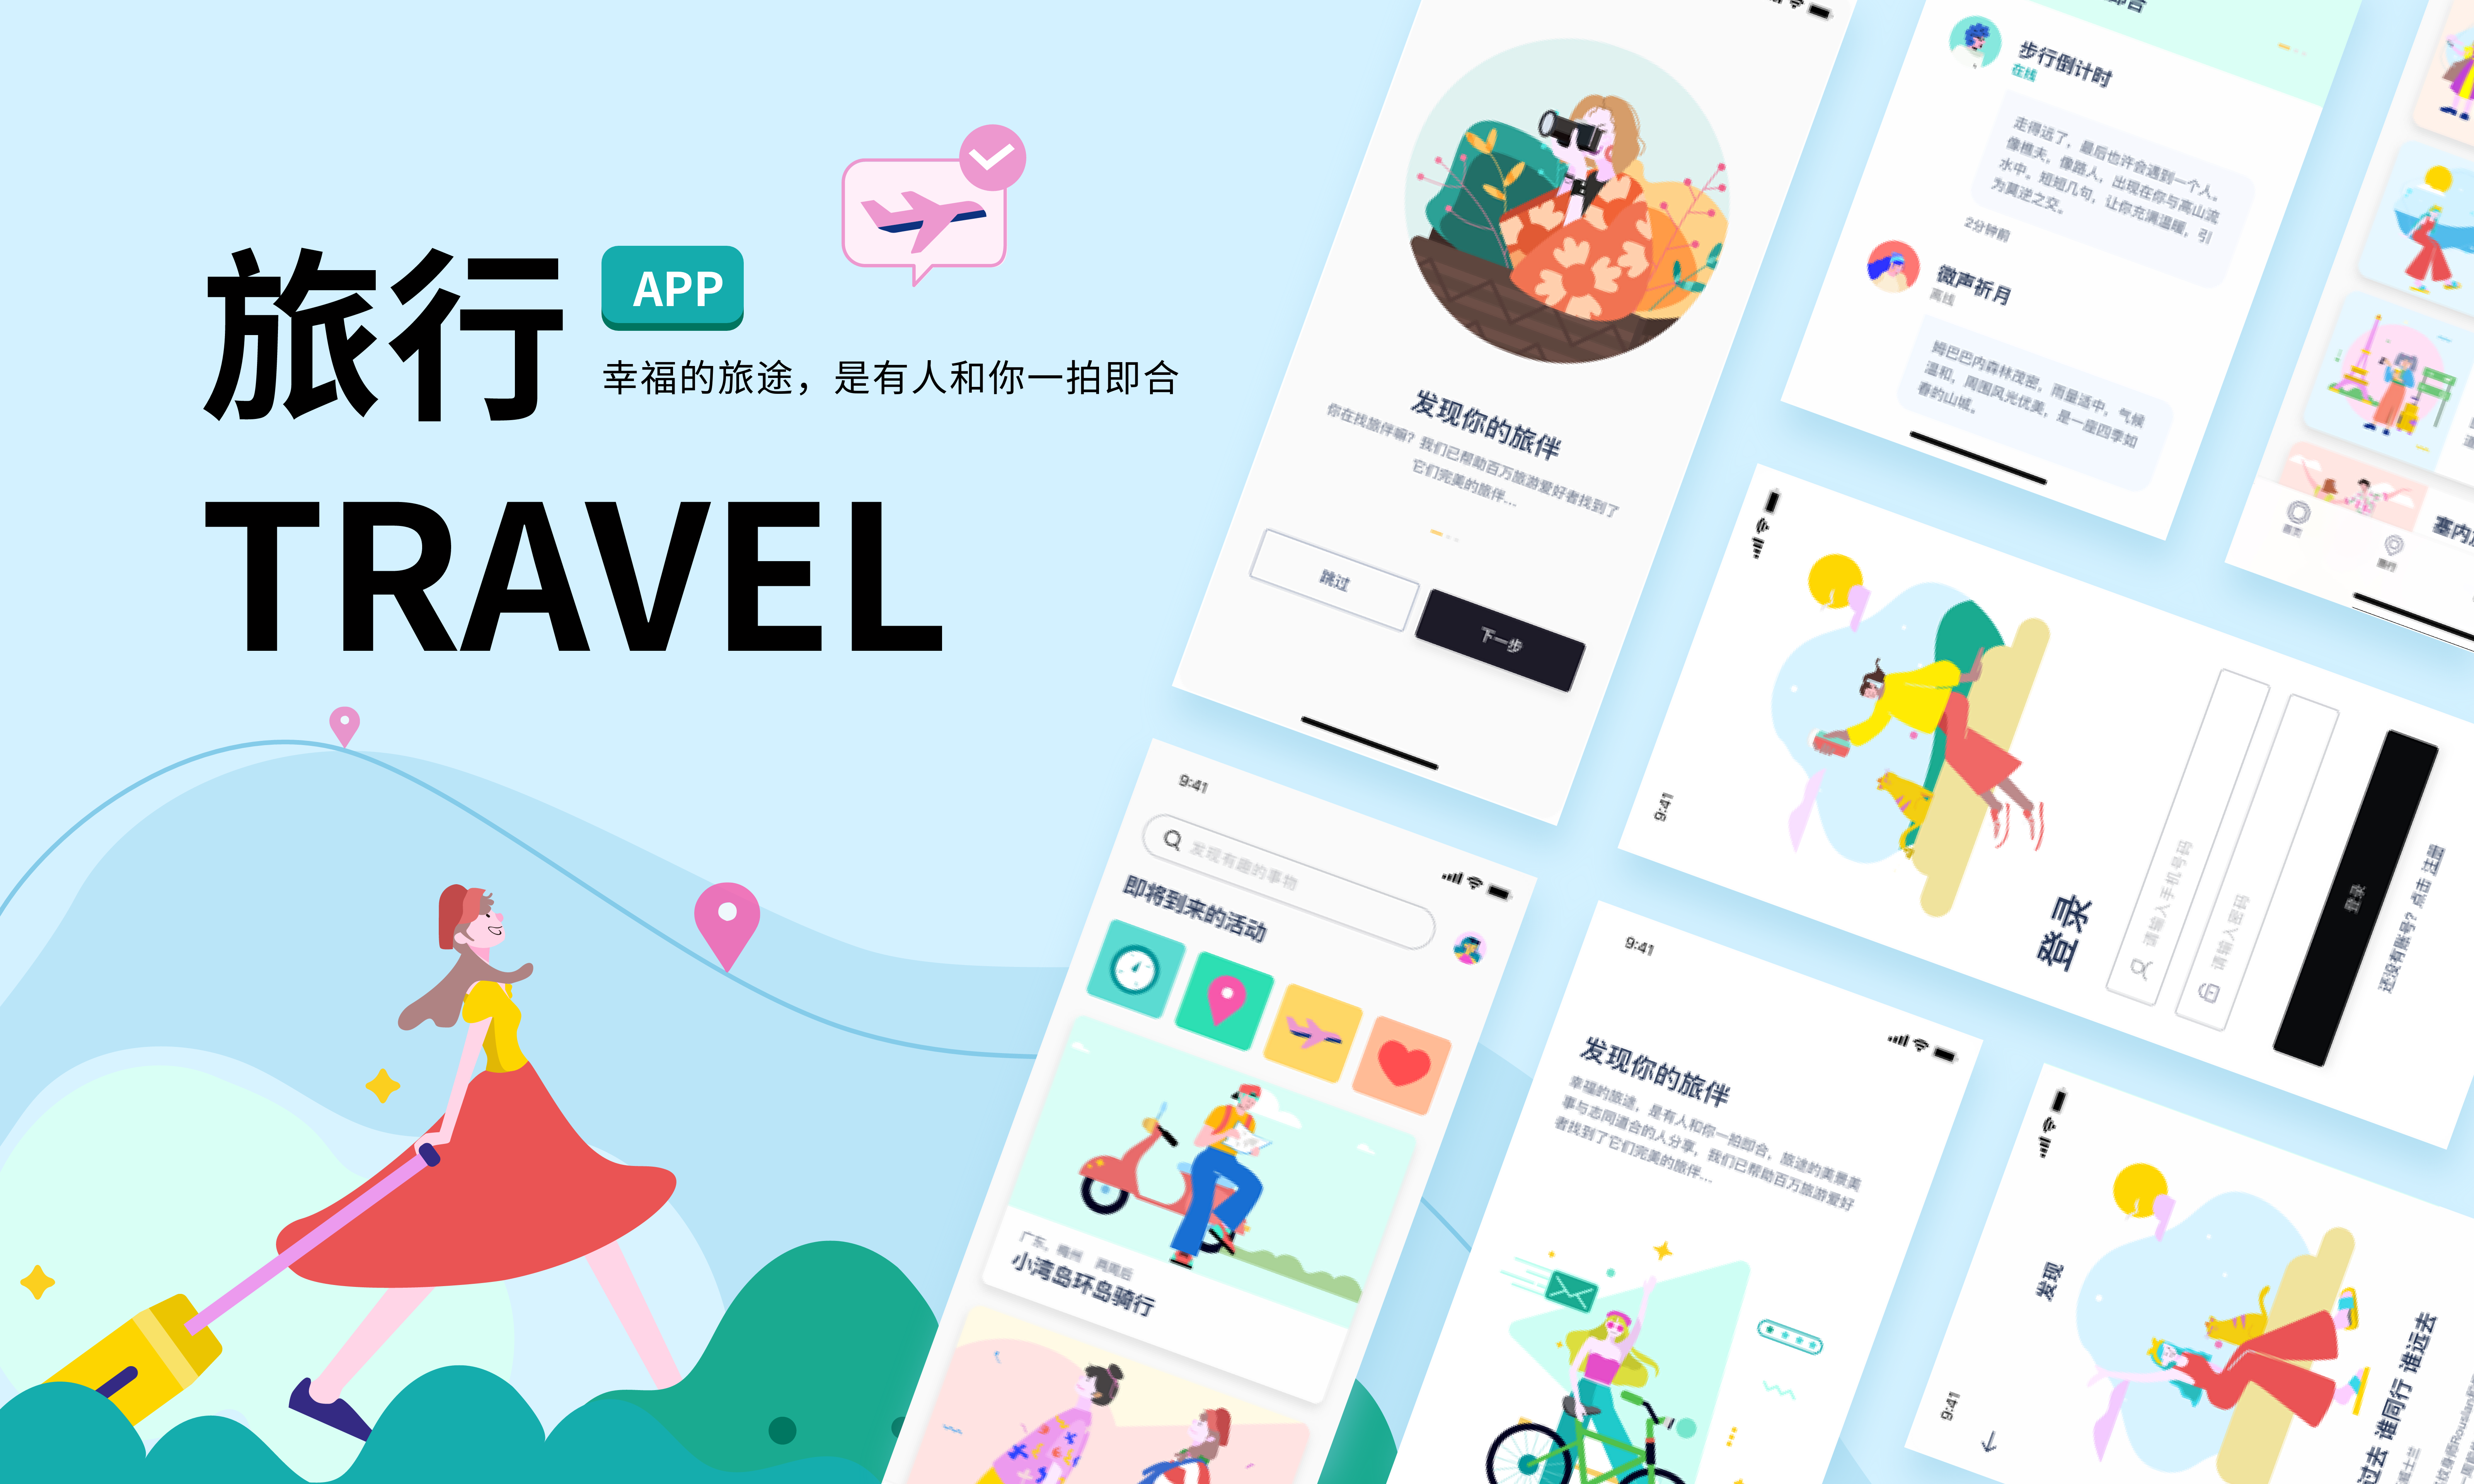 旅行
APP
幸福的旅途，是有人和你一拍即合
TRAVEL
发现你的旅伴
你在找旅伴嘛？我们已帮助百万旅游爱好者找到了
它们完美的旅伴...
跳过
下一步
步行倒计时
在线
走得远了，最后也许会遇到一个人。
像樵夫，像路人，出现在你与高山流
水中。短短几句，让你充满温暖，引
为莫逆之交。
2分钟前
微声祈月
离线
姆巴巴内森林茂密，雨量适中，气候
温和，周围风光优美，是一座四季如
春的山城。
首页
旅行
塞内
9:41
登录
请输入手机号码
请输入密码
登录
还没有账号？点击 注册
9:41
发现有趣的事物
即将到来的活动
广东，梅州 两周后
小湾岛环岛骑行
9:41
发现你的旅伴
幸福的旅途，是有人和你一拍即合，旅途的美景美
事与志同道合的人分享，我们已帮助百万旅游爱好
者找到了它们完美的旅伴...
9:41
发现
过去 谁同行 谁远去